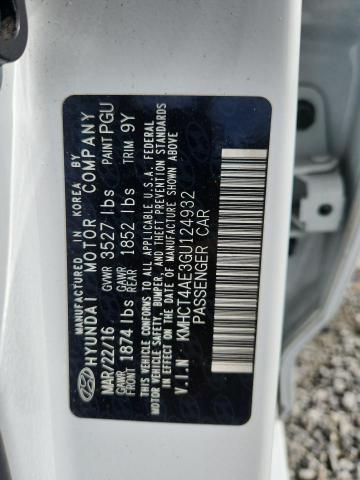 MANUFACTURED IN KOREA BY
HYUNDAI MOTOR COMPANY
MAR/22/16 GVWR 3527 lbs PAINT PGU
GAWR FRONT 1874 lbs GAWR REAR 1852 lbs TRIM 9Y
THIS VEHICLE CONFORMS TO ALL APPLICABLE U.S.A. FEDERAL
MOTOR VEHICLE SAFETY, BUMPER, AND THEFT PREVENTION STANDARDS
IN EFFECT ON THE DATE OF MANUFACTURE SHOWN ABOVE.
V.I.N KMHCT4AE3GU124932
PASSENGER CAR